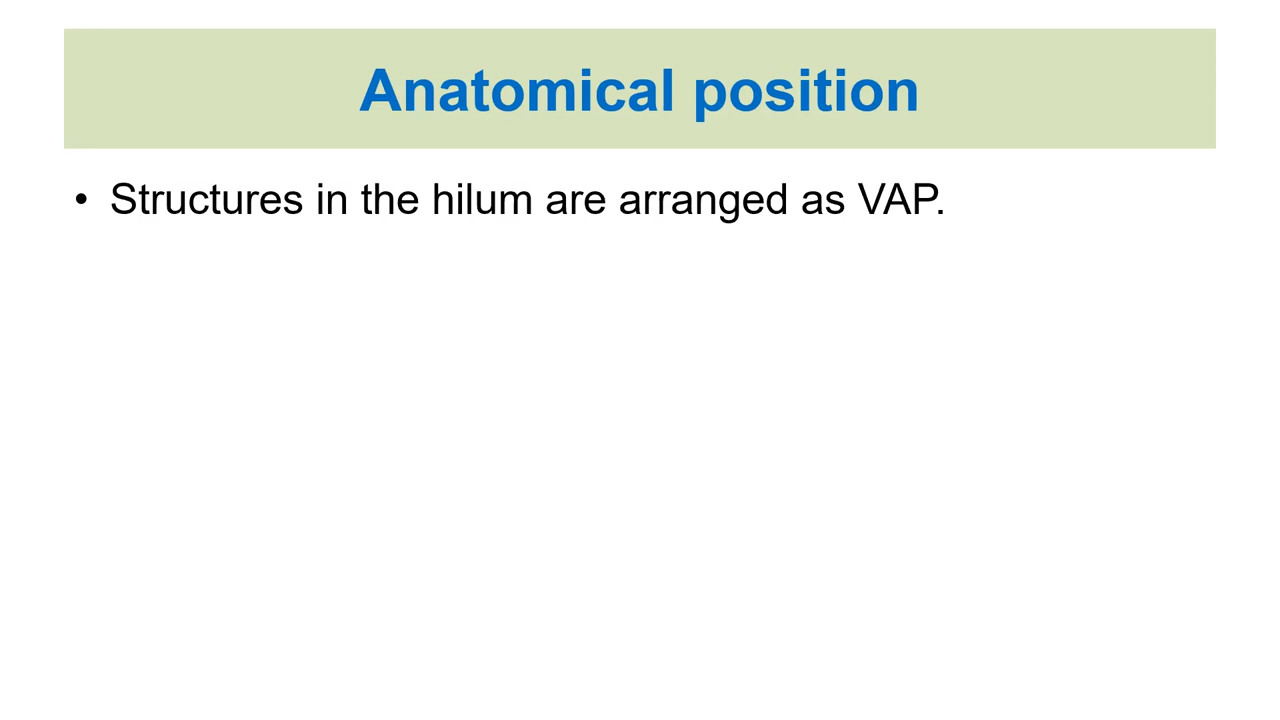 Anatomical position
• Structures in the hilum are arranged as VAP.